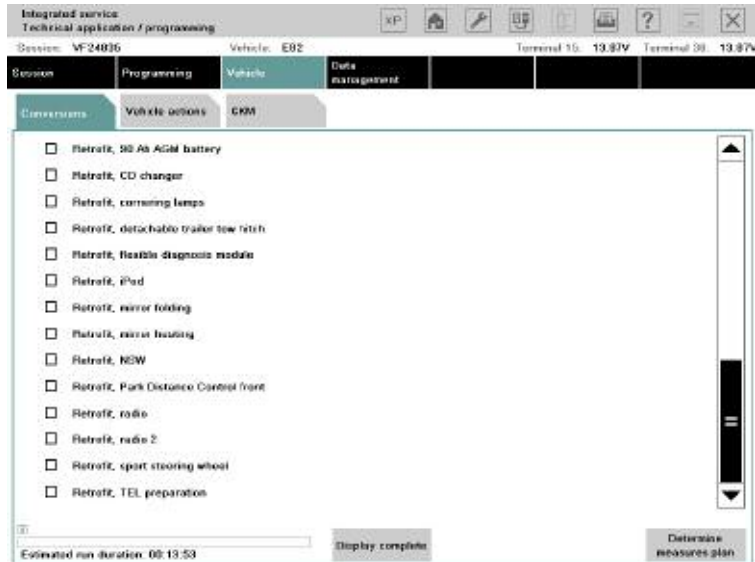 Integrated service
Technical application / programming
XP ?
Session: VF24036 Vehicle: E82 Terminal 15: 13.87V Terminal 30: 13.87V
Session Programming Vehicle Data management
Conversions Vehicle actions CKM
Retrofit, 90 Ah AGM battery
Retrofit, CD changer
Retrofit, cornering lamps
Retrofit, detachable trailer tow hitch
Retrofit, flexible diagnosis module
Retrofit, iPod
Retrofit, mirror folding
Retrofit, mirror heating
Retrofit, NSW
Retrofit, Park Distance Control front
Retrofit, radio
Retrofit, radio 2
Retrofit, sport steering wheel
Retrofit, TEL preparation
Estimated run duration: 00:13:53
Display complete
Determine
measures plan